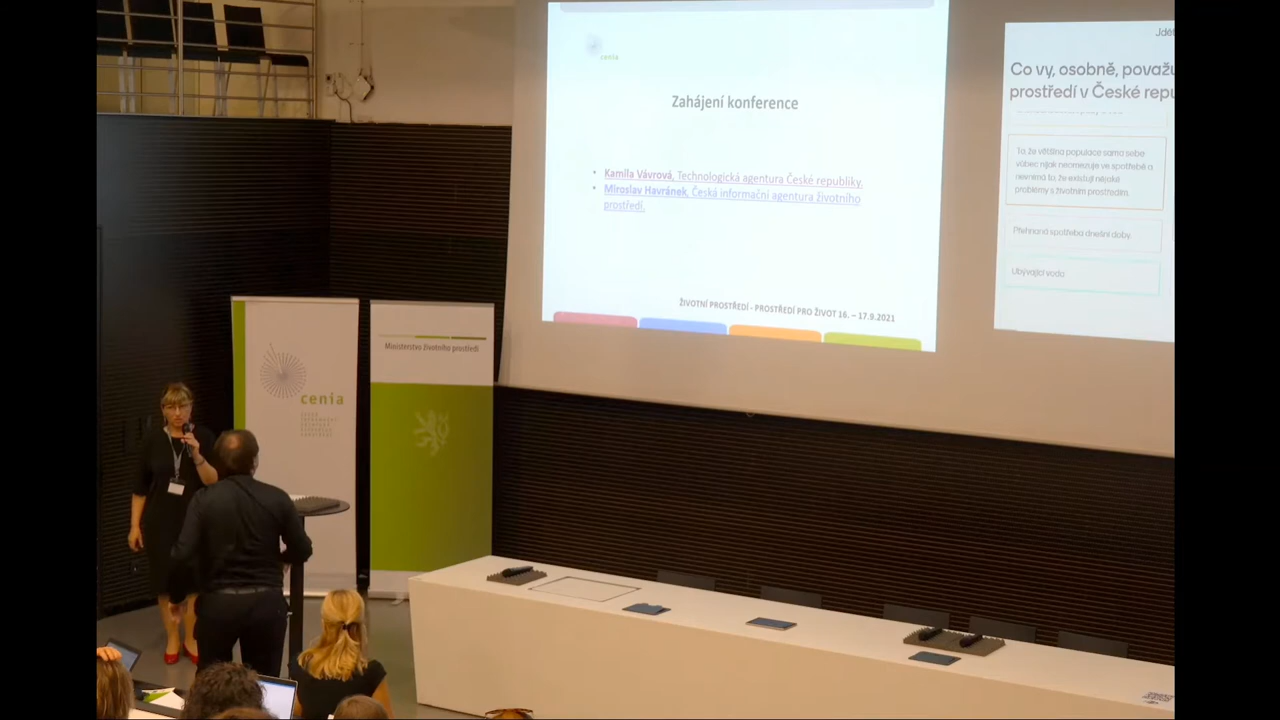 cenia
Zahájení konference
• Kamila Vávrová, Technologická agentura České republiky.
• Miroslav Havránek, Česká informační agentura životního
prostředí.
ŽIVOTNÍ PROSTŘEDÍ - PROSTŘEDÍ PRO ŽIVOT 16. – 17.9.2021
Co vy, osobně, považu
prostředí v České repu
To, že většina populace sama sebe
vůbec nijak neomezuje ve spotřebě a
nevnímá to, že existují nějaké
problémy s životním prostředím.
Přehnaná spotřeba dnešní doby
Ubývající voda
cenia
Ministerstvo životního prostředí